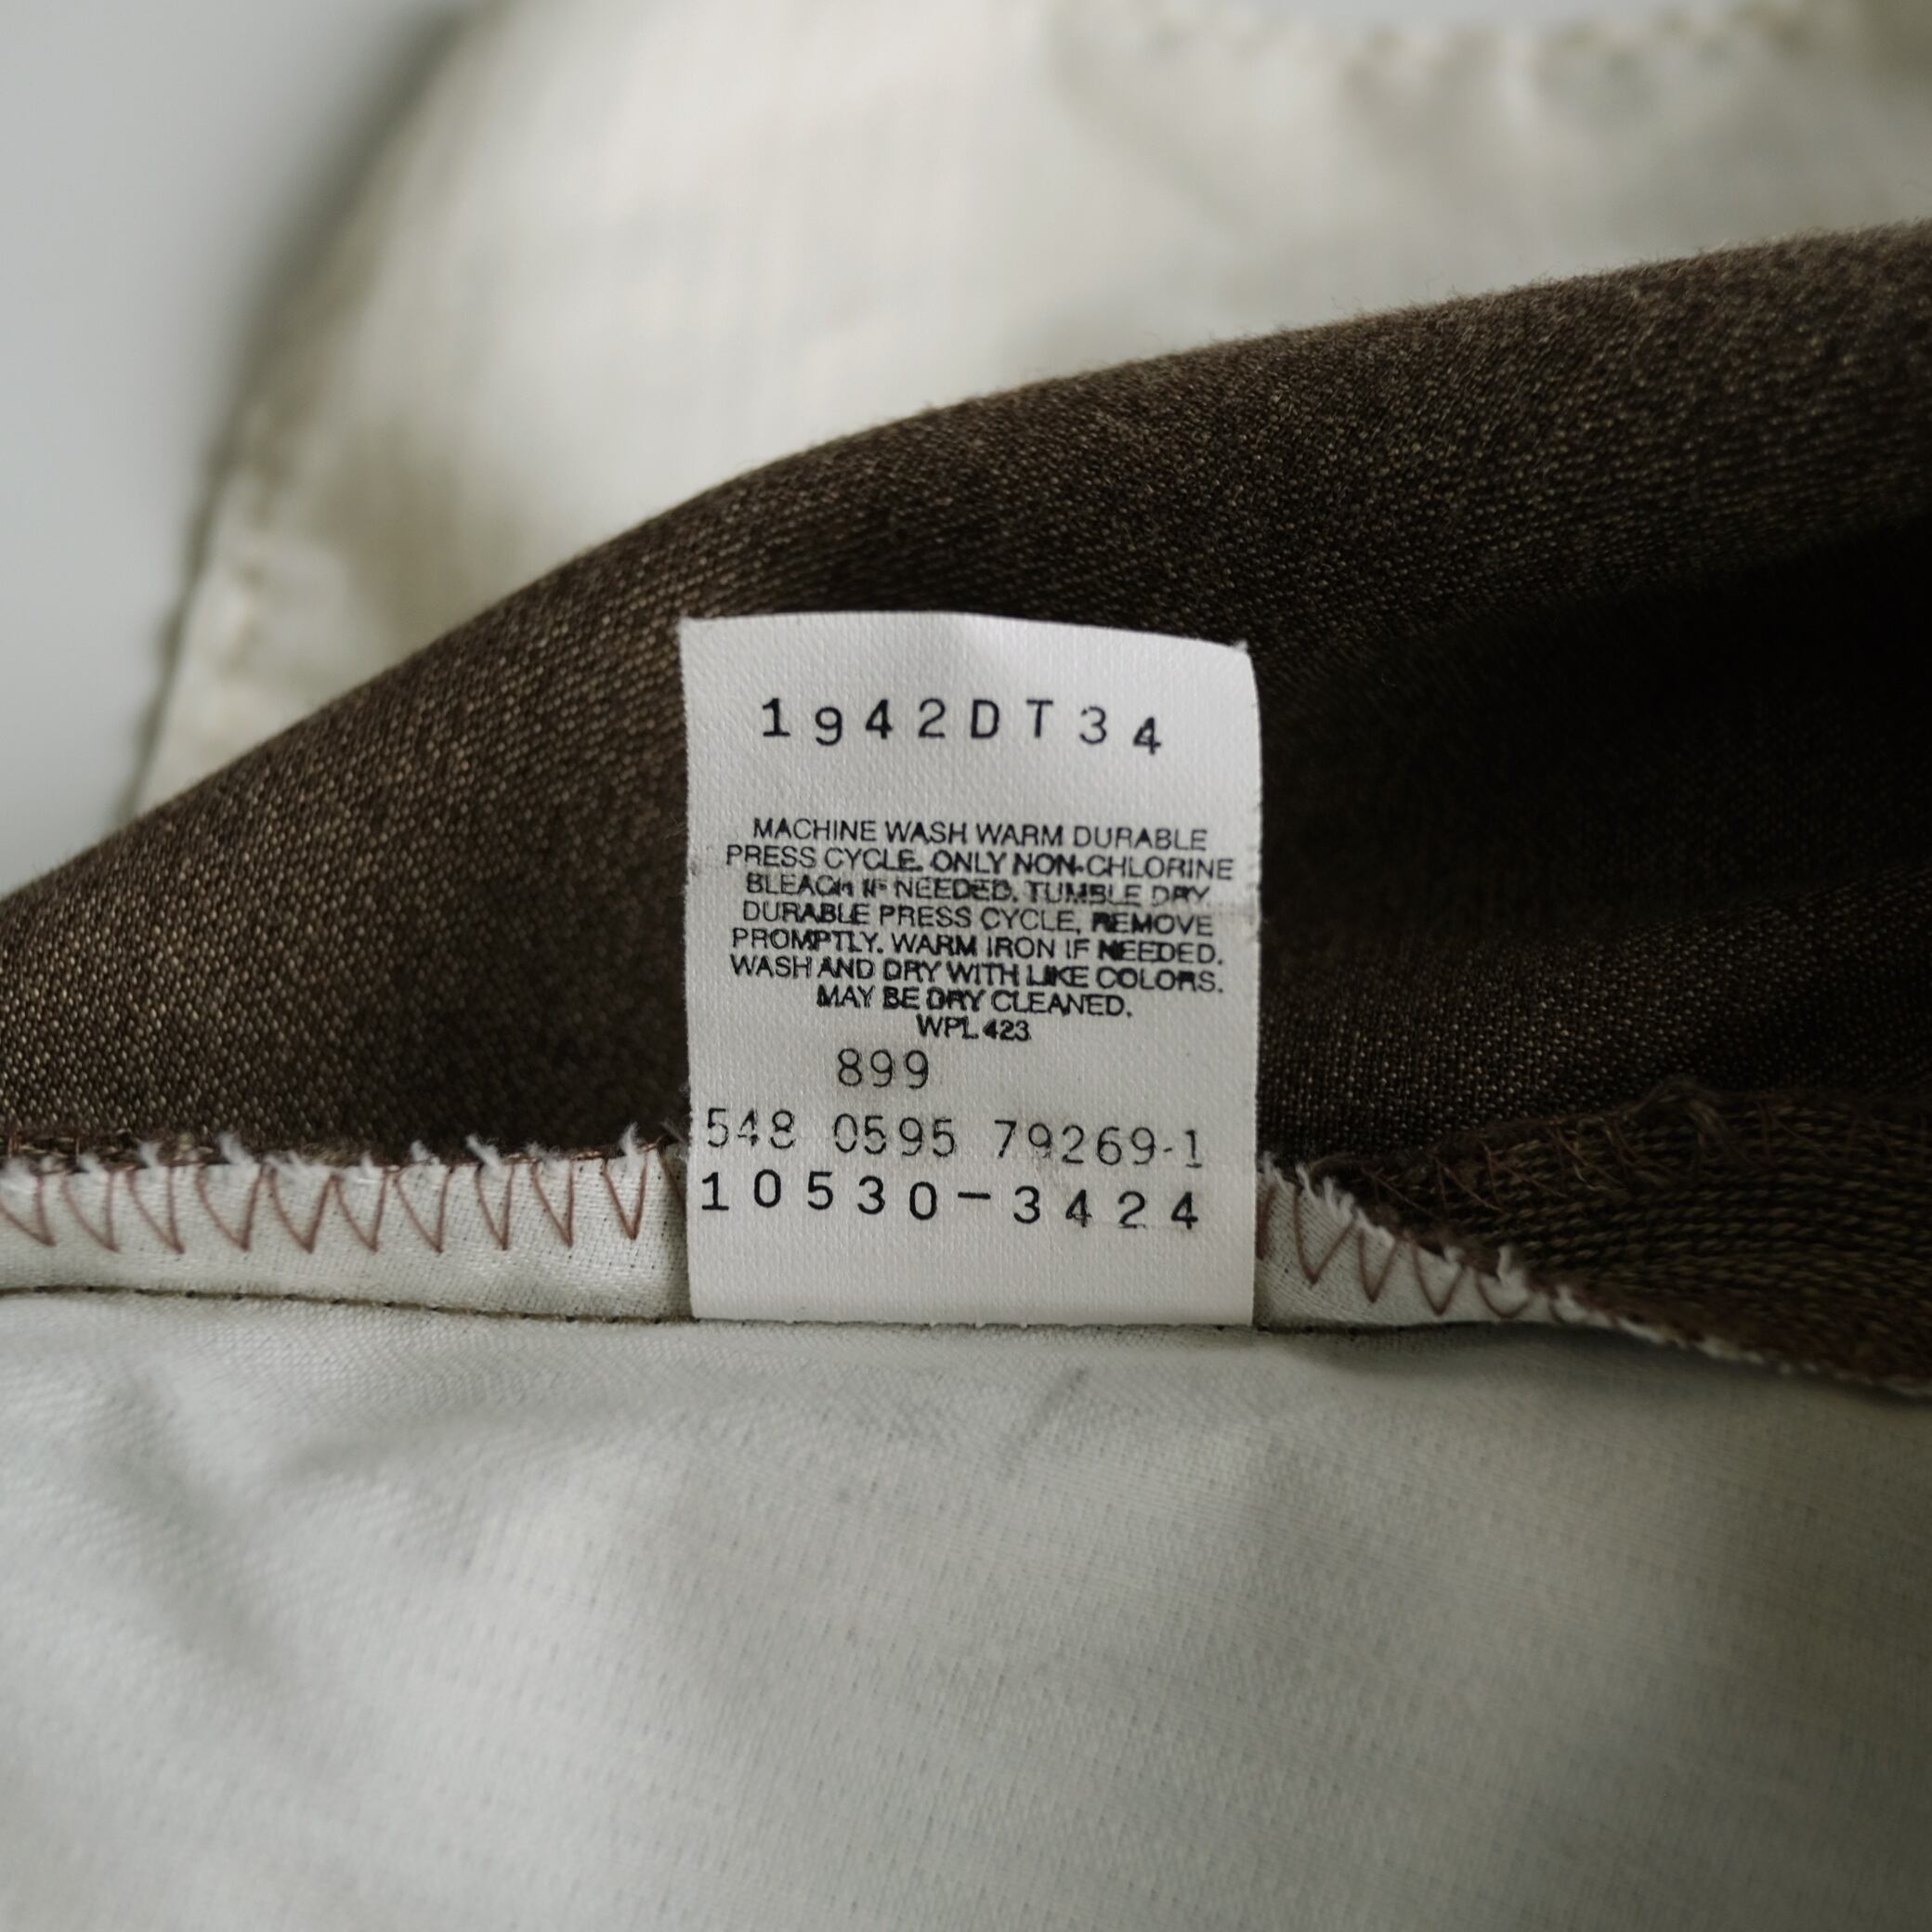 1942DT34
MACHINE WASH WARM DURABLE
PRESS CYCLE. ONLY NON-CHLORINE
BLEACH IF NEEDED. TUMBLE DRY
DURABLE PRESS CYCLE, REMOVE
PROMPTLY. WARM IRON IF NEEDED.
WASH AND DRY WITH LIKE COLORS.
MAY BE DRY CLEANED.
WPL 423
899
548 0595 79269-1
10530-3424